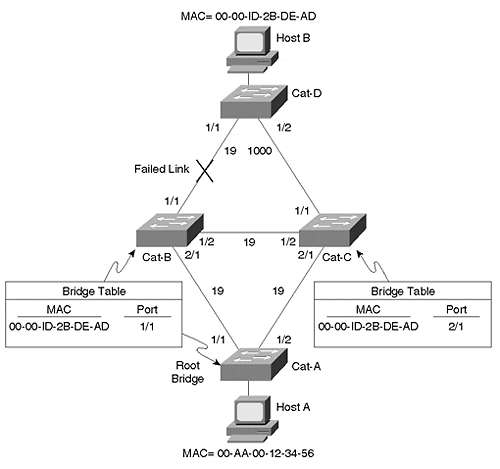 MAC= 00-00-ID-2B-DE-AD
Host B
Cat-D
1/1
1/2
19
1000
Failed Link
1/1
1/1
1/2
19
1/2
Cat-B
2/1
2/1
Cat-C
Bridge Table
MAC Port
00-00-ID-2B-DE-AD 1/1
Bridge Table
MAC Port
00-00-ID-2B-DE-AD 2/1
19
19
1/1
1/2
Root
Bridge
Cat-A
Host A
MAC= 00-AA-00-12-34-56